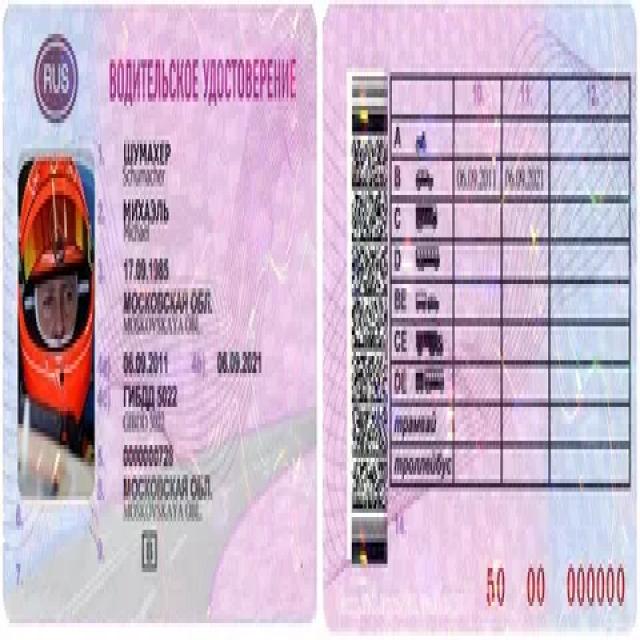 RUS
ВОДИТЕЛЬСКОЕ УДОСТОВЕРЕНИЕ
1. ШУМАХЕР
Schumacher
2. МИХАЭЛЬ
Michael
3. 17.09.1985
МОСКОВСКАЯ ОБЛ.
MOSKOVSKAYA OBL.
4a) 06.09.2011 4b) 06.09.2021
4c) ГИБДД 5022
GIBDD 5022
5. 0000000728
8. МОСКОВСКАЯ ОБЛ.
MOSKOVSKAYA OBL.
6.
9. B
7.
10. 11. 12.
A
B 06.09.2011 06.09.2021
C
D
BE
CE
DE
трамвай
троллейбус
14.
50 00 000000